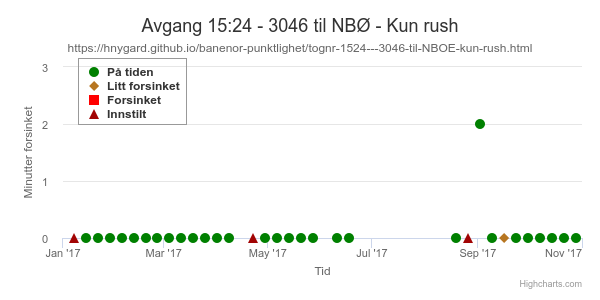 Avgang 15:24 - 3046 til NBØ - Kun rush
https://hnygard.github.io/banenor-punktlighet/tognr-1524---3046-til-NBOE-kun-rush.html
Minutter forsinket
3
2
1
0
På tiden
Litt forsinket
Forsinket
Innstilt
Jan '17
Mar '17
May '17
Jul '17
Sep '17
Nov '17
Tid
Highcharts.com